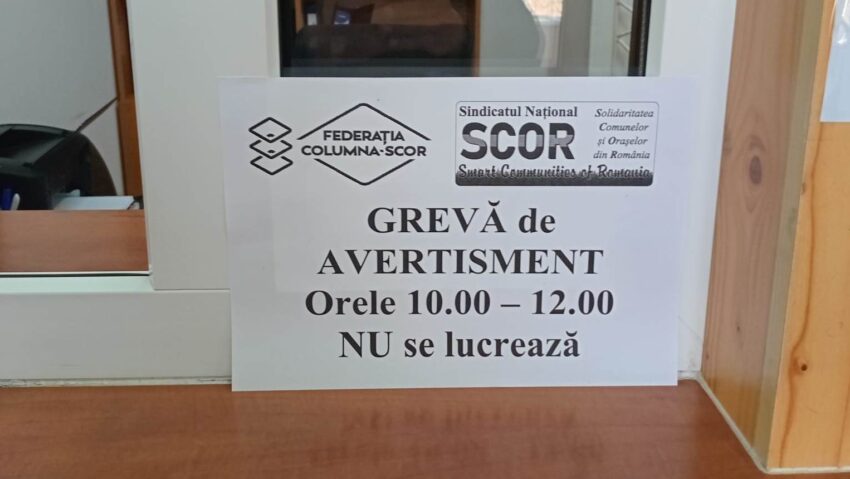 FEDERAȚIA
COLUMNA-SCOR
Sindicatul Național
SCOR
Smart Communities of Romania
Solidaritatea
Comunelor
și Orașelor
din România
GREVĂ de
AVERTISMENT
Orele 10.00 – 12.00
NU se lucrează